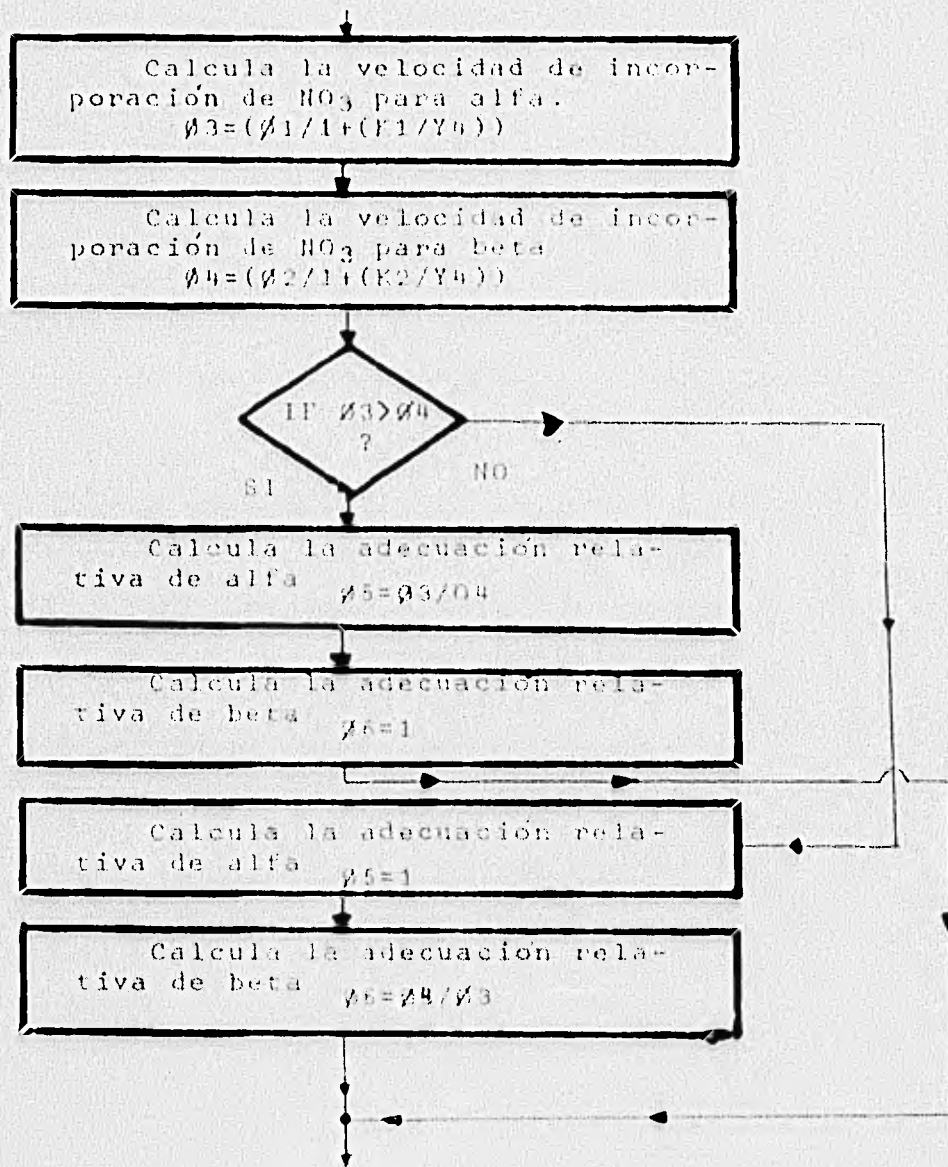 Calcula la velocidad de incor-
poración de NO3 para alfa.
Ø3=(Ø1/1+(K1/Y4))
Calcula la velocidad de incor-
poración de NO3 para beta
Ø4=(Ø2/1+(K2/Y4))
IF Ø3>Ø4
?
SI
NO
Calcula la adecuación rela-
tiva de alfa
Ø5=Ø3/O4
Calcula la adecuación rela-
tiva de beta
Ø6=1
Calcula la adecuación rela-
tiva de alfa
Ø5=1
Calcula la adecuación rela-
tiva de beta
Ø6=Ø4/Ø3